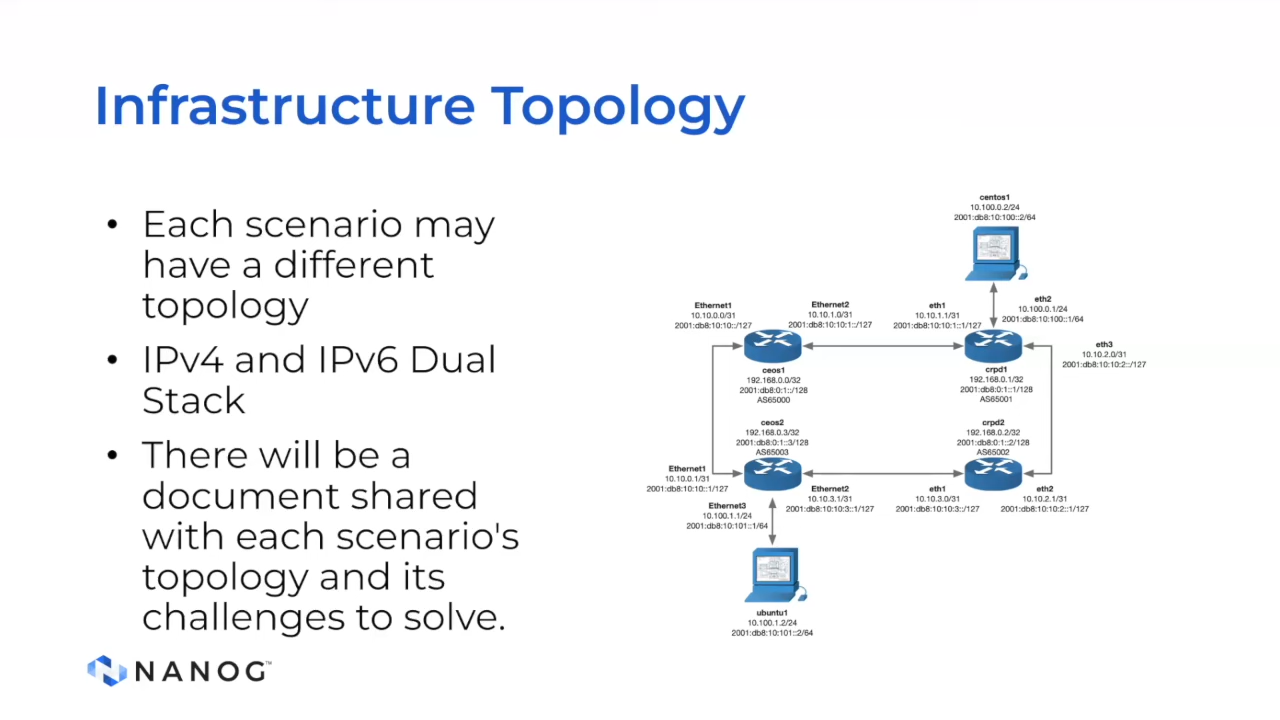 Infrastructure Topology
• Each scenario may
have a different
topology
• IPv4 and IPv6 Dual
Stack
• There will be a
document shared
with each scenario's
topology and its
challenges to solve.
centos1
10.100.0.2/24
2001:db8:10:100::2/64
Ethernet1
10.10.0.0/31
2001:db8:10:10::/127
Ethernet2
10.10.1.0/31
2001:db8:10:10:1::/127
eth1
10.10.1.1/31
2001:db8:10:10:1::1/127
eth2
10.100.0.1/24
2001:db8:10:100::1/64
eth3
10.10.2.0/31
2001:db8:10:10:2::/127
ceos1
192.168.0.0/32
2001:db8:0:1::/128
AS65000
crpd1
192.168.0.1/32
2001:db8:0:1::1/128
AS65001
ceos2
192.168.0.3/32
2001:db8:0:1::3/128
AS65003
crpd2
192.168.0.2/32
2001:db8:0:1::2/128
AS65002
Ethernet1
10.10.0.1/31
2001:db8:10:10::1/127
Ethernet2
10.10.3.1/31
2001:db8:10:10:3::1/127
eth1
10.10.3.0/31
2001:db8:10:10:3::/127
eth2
10.10.2.1/31
2001:db8:10:10:2::1/127
Ethernet3
10.100.1.1/24
2001:db8:10:101::1/64
ubuntu1
10.100.1.2/24
2001:db8:10:101::2/64
NANOG™